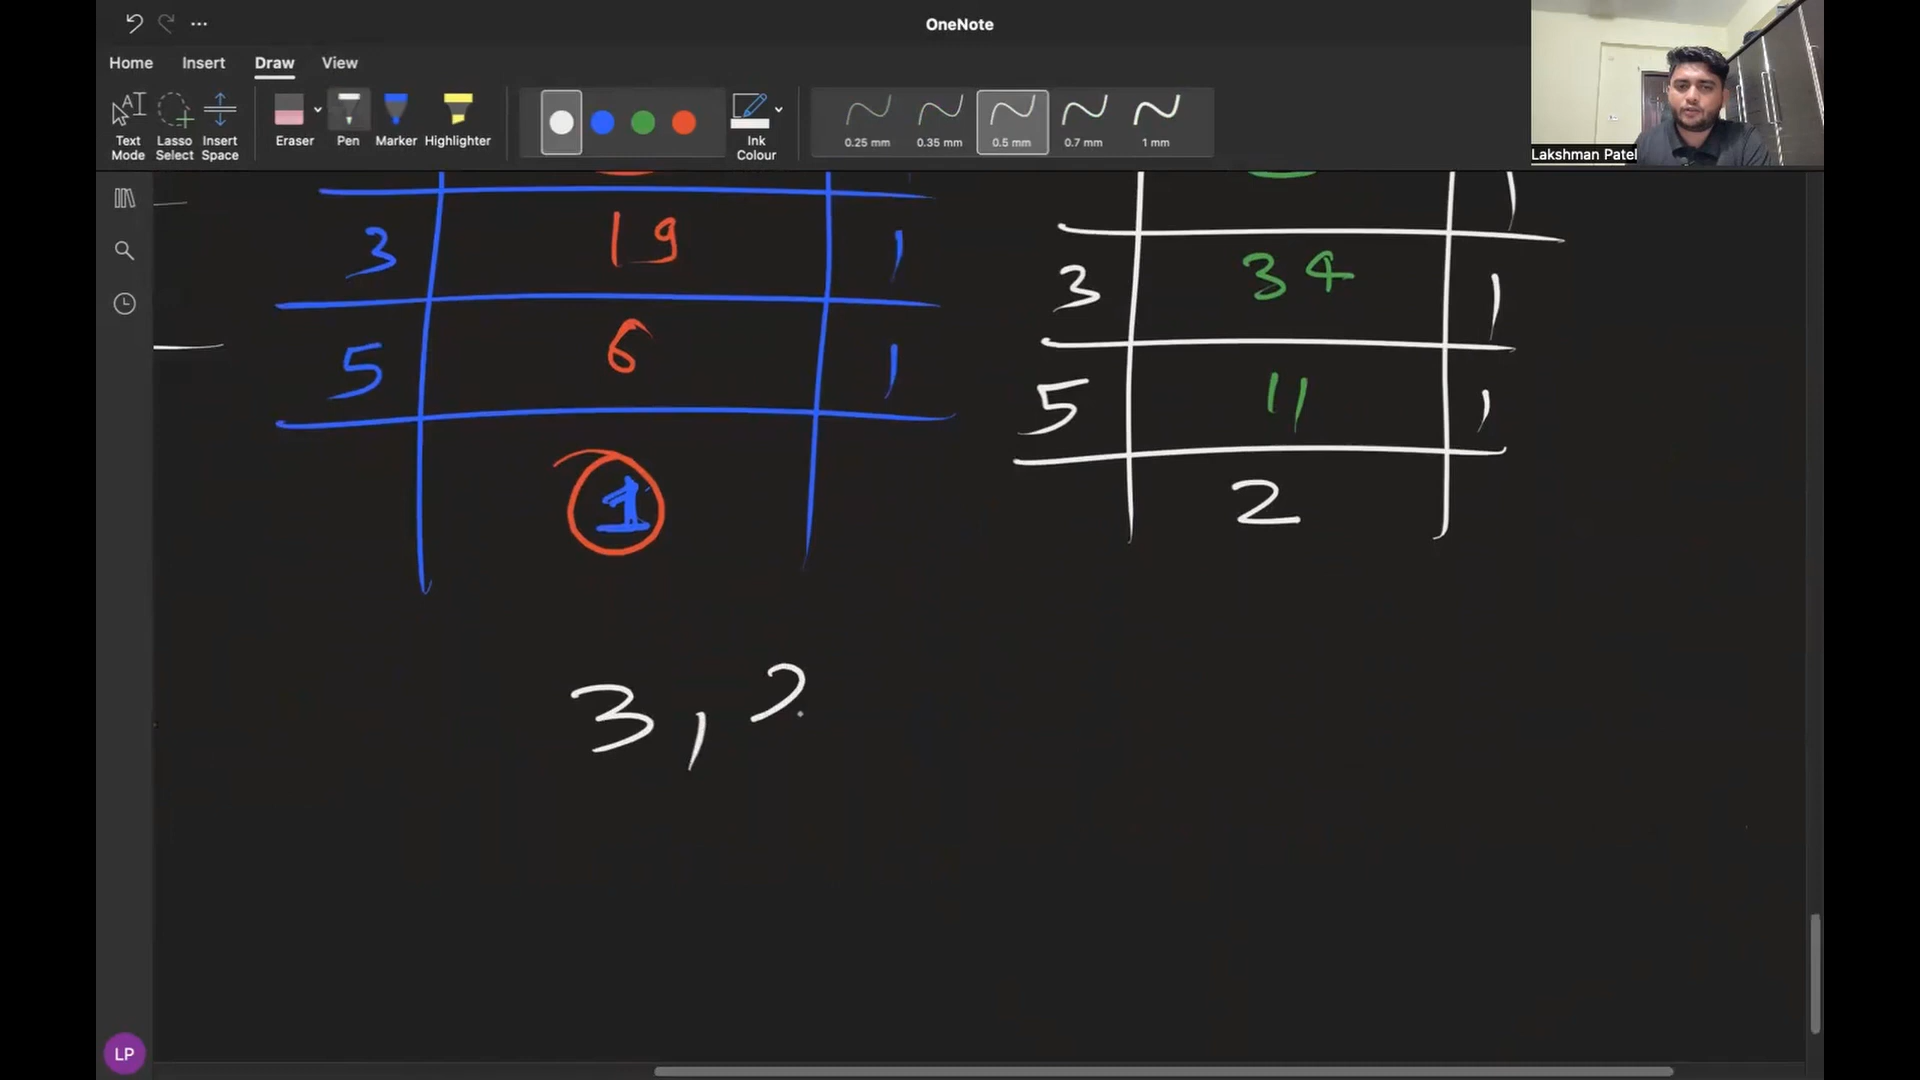 OneNote
Home Insert Draw View
Text Mode
Lasso Select
Insert Space
Eraser
Pen
Marker
Highlighter
Ink Colour
0.25 mm
0.35 mm
0.5 mm
0.7 mm
1 mm
Lakshman Patel
3 19 1
5 6 1
1
1
3 34 1
5 11 1
2
3,
LP